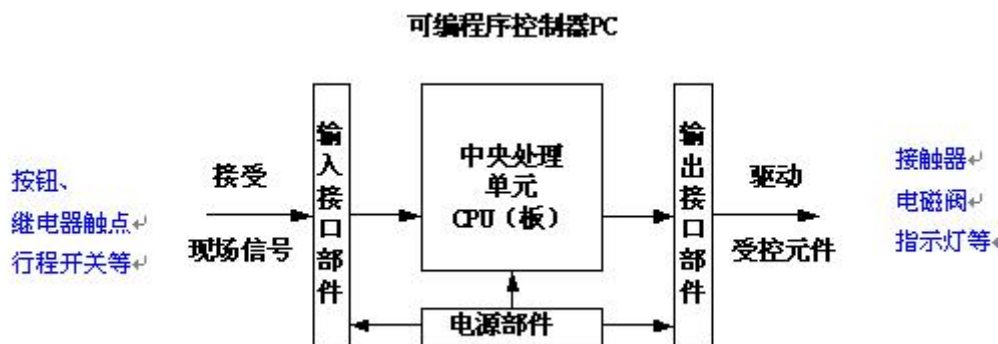 可编程序控制器PC
按钮、
继电器触点
行程开关等
接受
现场信号
输入接口部件
中央处理
单元
CPU（板）
电源部件
输出接口部件
驱动
受控元件
接触器
电磁阀
指示灯等